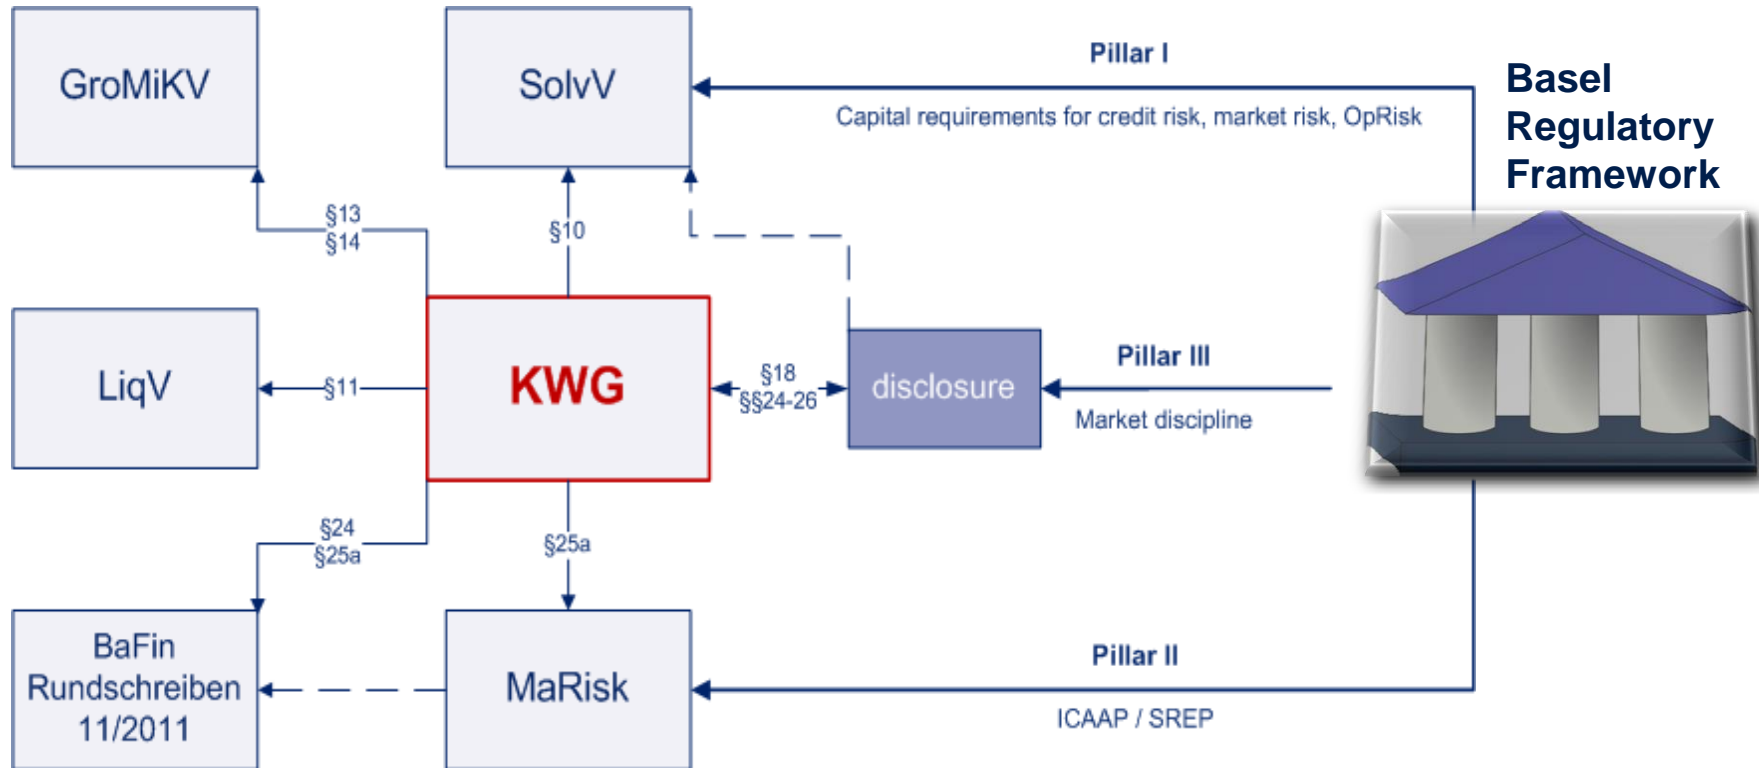 GroMiKV
SolvV
Pillar I
Capital requirements for credit risk, market risk, OpRisk
Basel
Regulatory
Framework
§13
§14
§10
LiqV
§11
KWG
§18
§§24-26
disclosure
Pillar III
Market discipline
§24
§25a
§25a
BaFin
Rundschreiben
11/2011
MaRisk
Pillar II
ICAAP / SREP